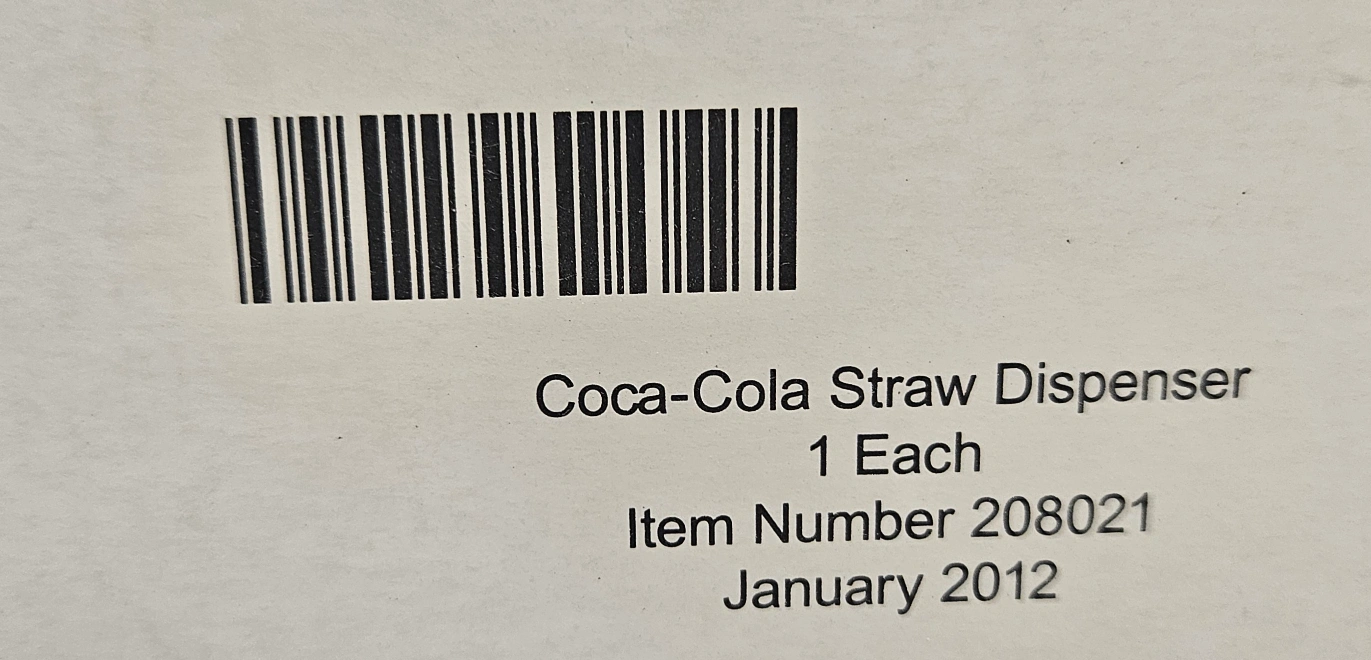 Coca-Cola Straw Dispenser
1 Each
Item Number 208021
January 2012